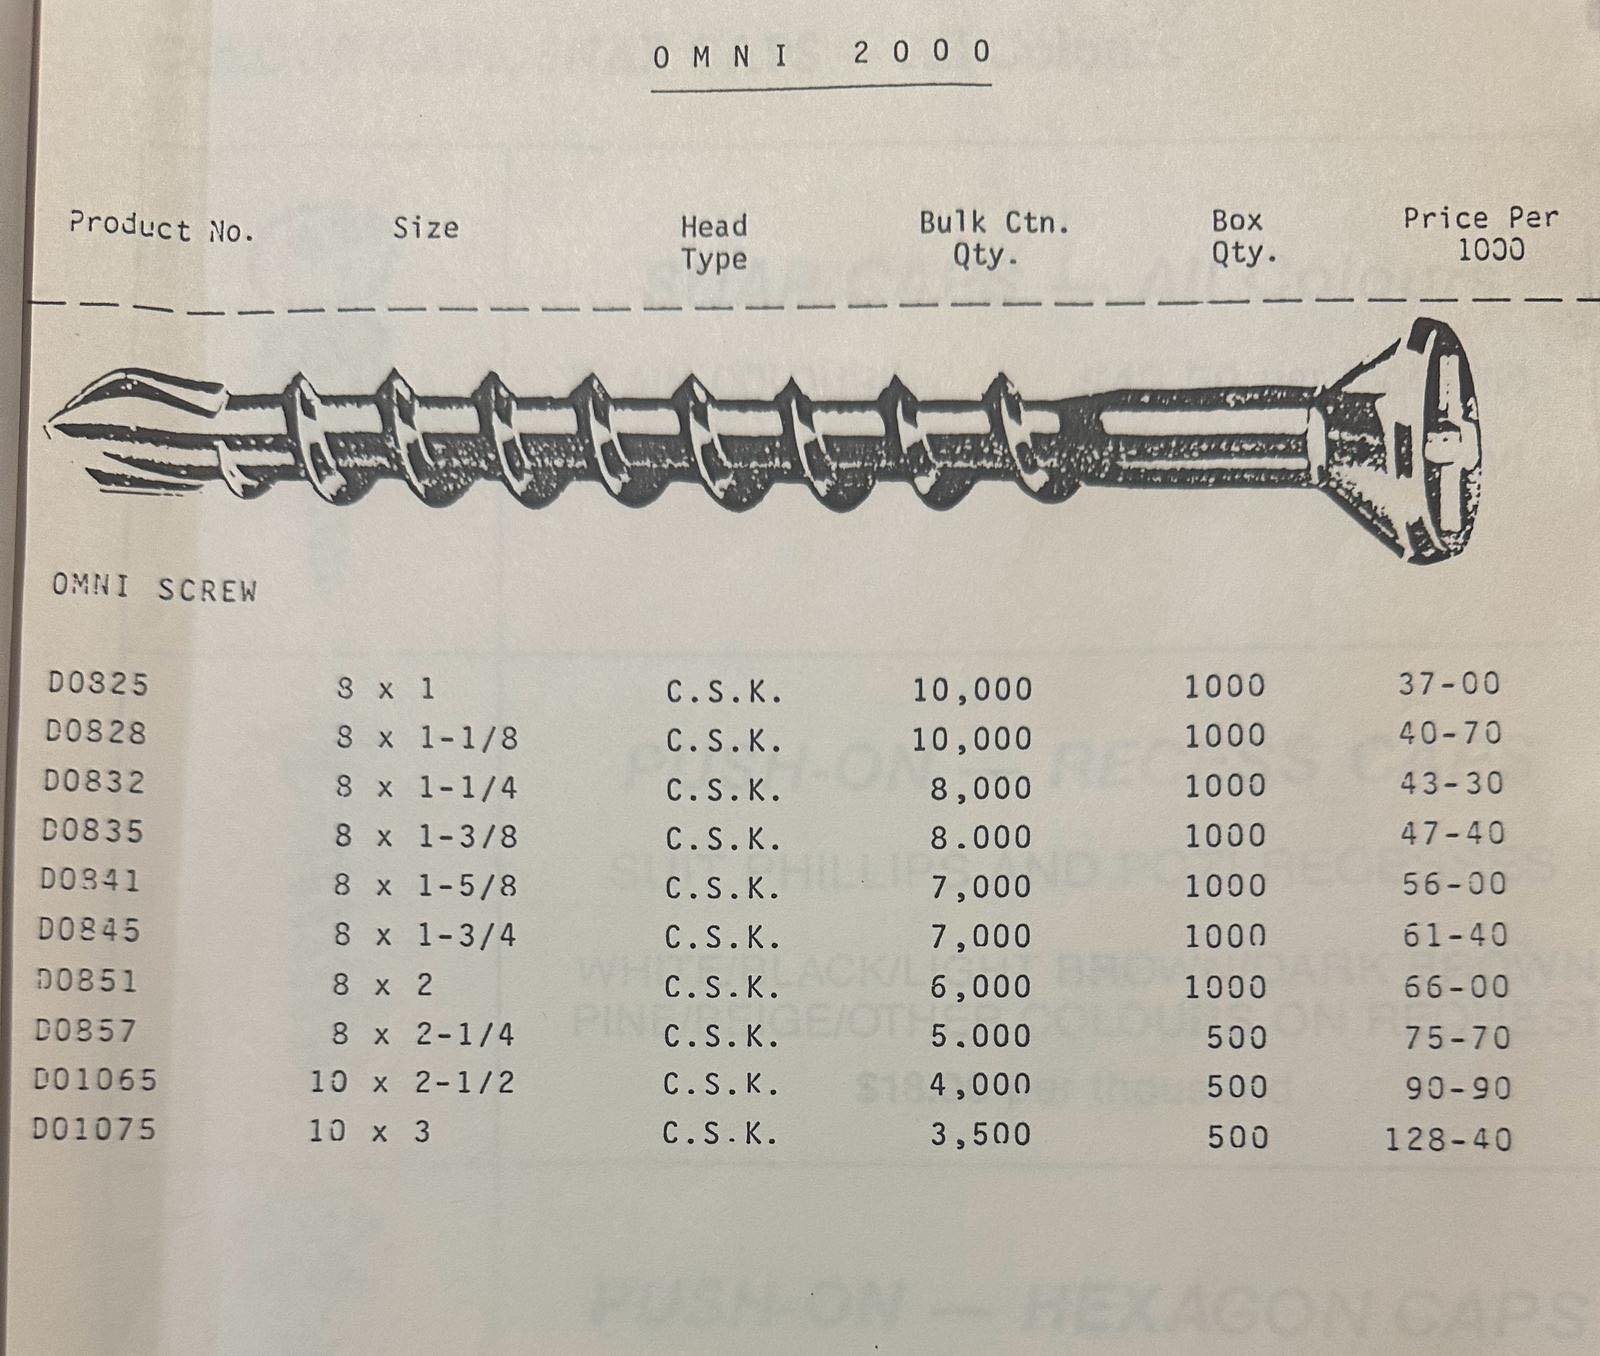 OMNI 2000
Product No. Size Head Type Bulk Ctn. Qty. Box Qty. Price Per 1000
OMNI SCREW
D0825 8 x 1 C.S.K. 10,000 1000 37-00
D0828 8 x 1-1/8 C.S.K. 10,000 1000 40-70
D0832 8 x 1-1/4 C.S.K. 8,000 1000 43-30
D0835 8 x 1-3/8 C.S.K. 8.000 1000 47-40
D0841 8 x 1-5/8 C.S.K. 7,000 1000 56-00
D0845 8 x 1-3/4 C.S.K. 7,000 1000 61-40
D0851 8 x 2 C.S.K. 6,000 1000 66-00
D0857 8 x 2-1/4 C.S.K. 5.000 500 75-70
D01065 10 x 2-1/2 C.S.K. 4,000 500 90-90
D01075 10 x 3 C.S.K. 3,500 500 128-40
PUSH-ON — HEXAGON CAPS